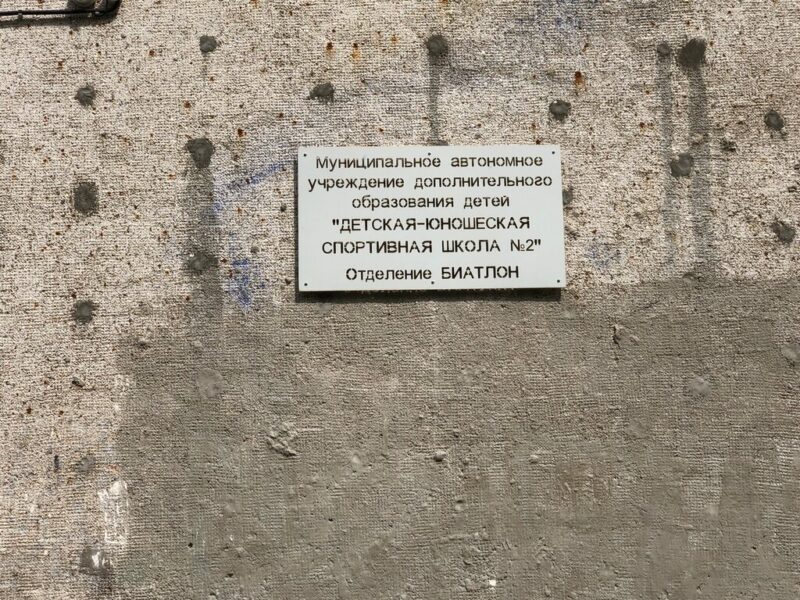 Муниципальное автономное
учреждение дополнительного
образования детей
"ДЕТСКАЯ-ЮНОШЕСКАЯ
СПОРТИВНАЯ ШКОЛА №2"
Отделение БИАТЛОН